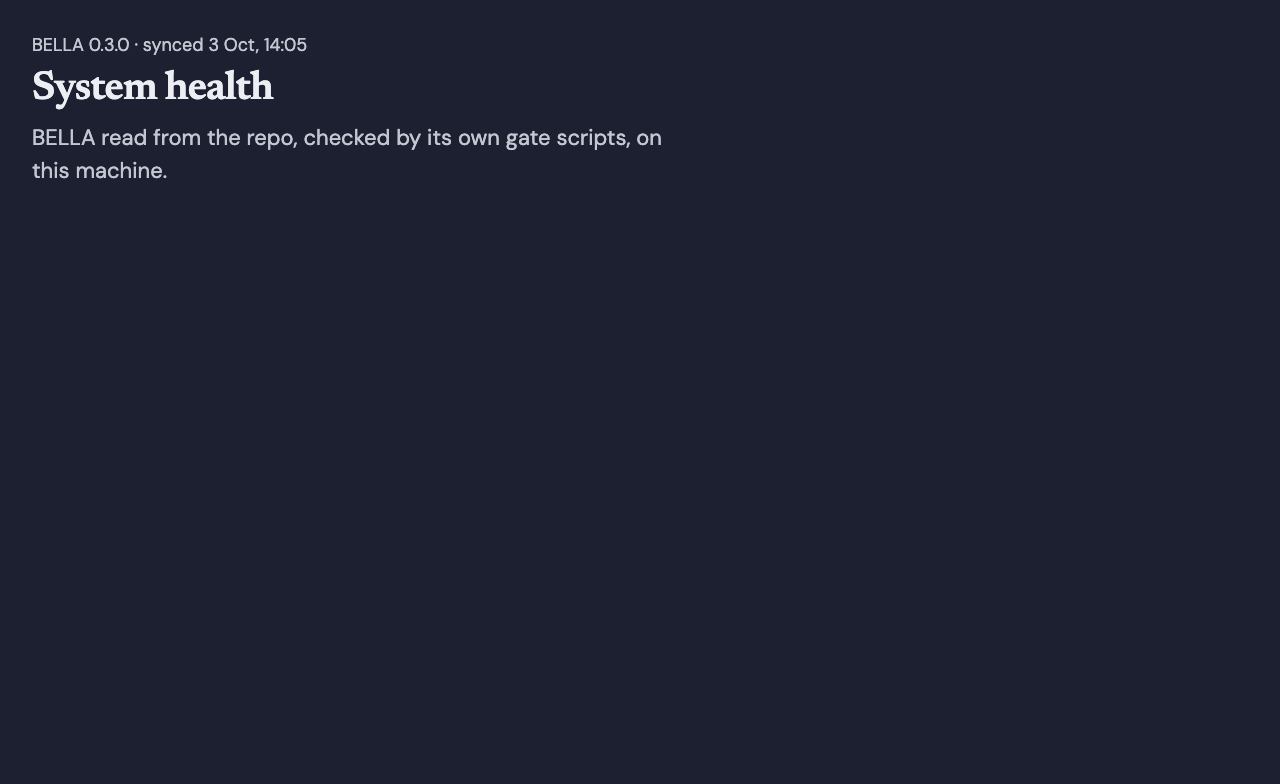 BELLA 0.3.0 · synced 3 Oct, 14:05
System health
BELLA read from the repo, checked by its own gate scripts, on
this machine.